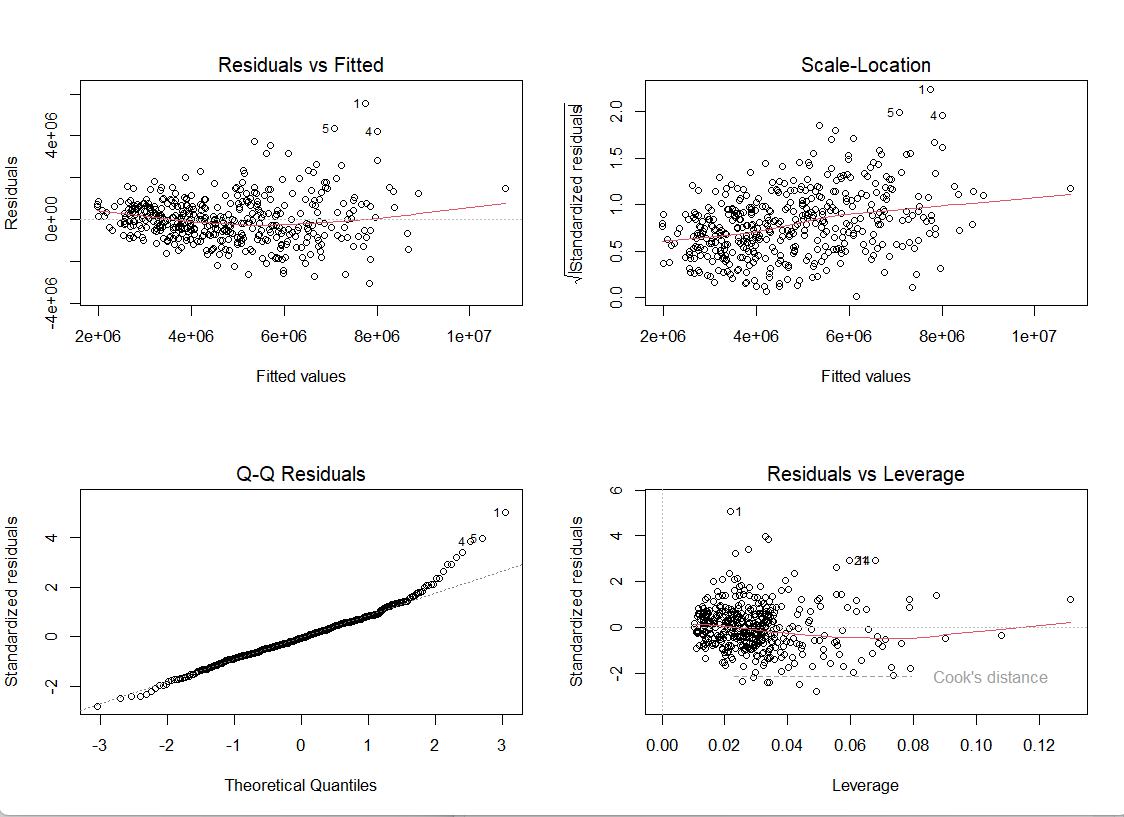 Residuals vs Fitted
Residuals
-4e+06 0e+00 4e+06
1
5
4
2e+06 4e+06 6e+06 8e+06 1e+07
Fitted values
Scale-Location
√|Standardized residuals|
0.0 0.5 1.0 1.5 2.0
1
5
4
2e+06 4e+06 6e+06 8e+06 1e+07
Fitted values
Q-Q Residuals
Standardized residuals
-2 0 2 4
1
4 5
-3 -2 -1 0 1 2 3
Theoretical Quantiles
Residuals vs Leverage
Standardized residuals
-2 0 2 4 6
1
Cook's distance
0.00 0.02 0.04 0.06 0.08 0.10 0.12
Leverage